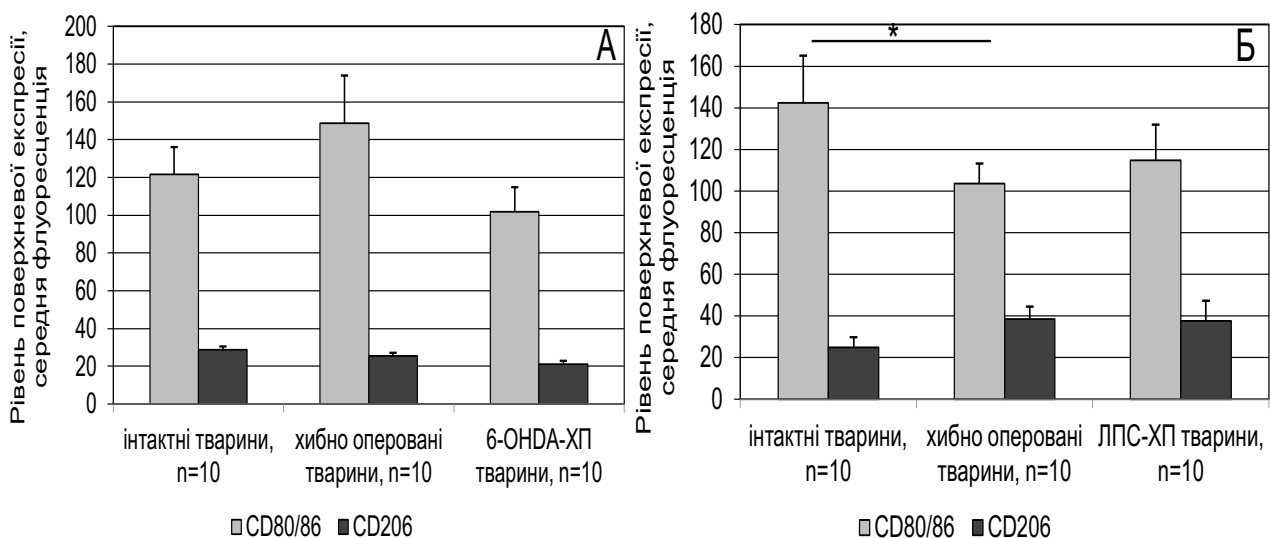 Рівень поверхневої експресії,
середня флуоресценція
200
180
160
140
120
100
80
60
40
20
0
А
інтактні тварини,
n=10
хибно оперовані
тварини, n=10
6-OHDA-ХП
тварини, n=10
CD80/86
CD206
Рівень поверхневої експресії,
середня флуоресценція
180
160
140
120
100
80
60
40
20
0
*
Б
інтактні тварини,
n=10
хибно оперовані
тварини, n=10
ЛПС-ХП тварини,
n=10
CD80/86
CD206